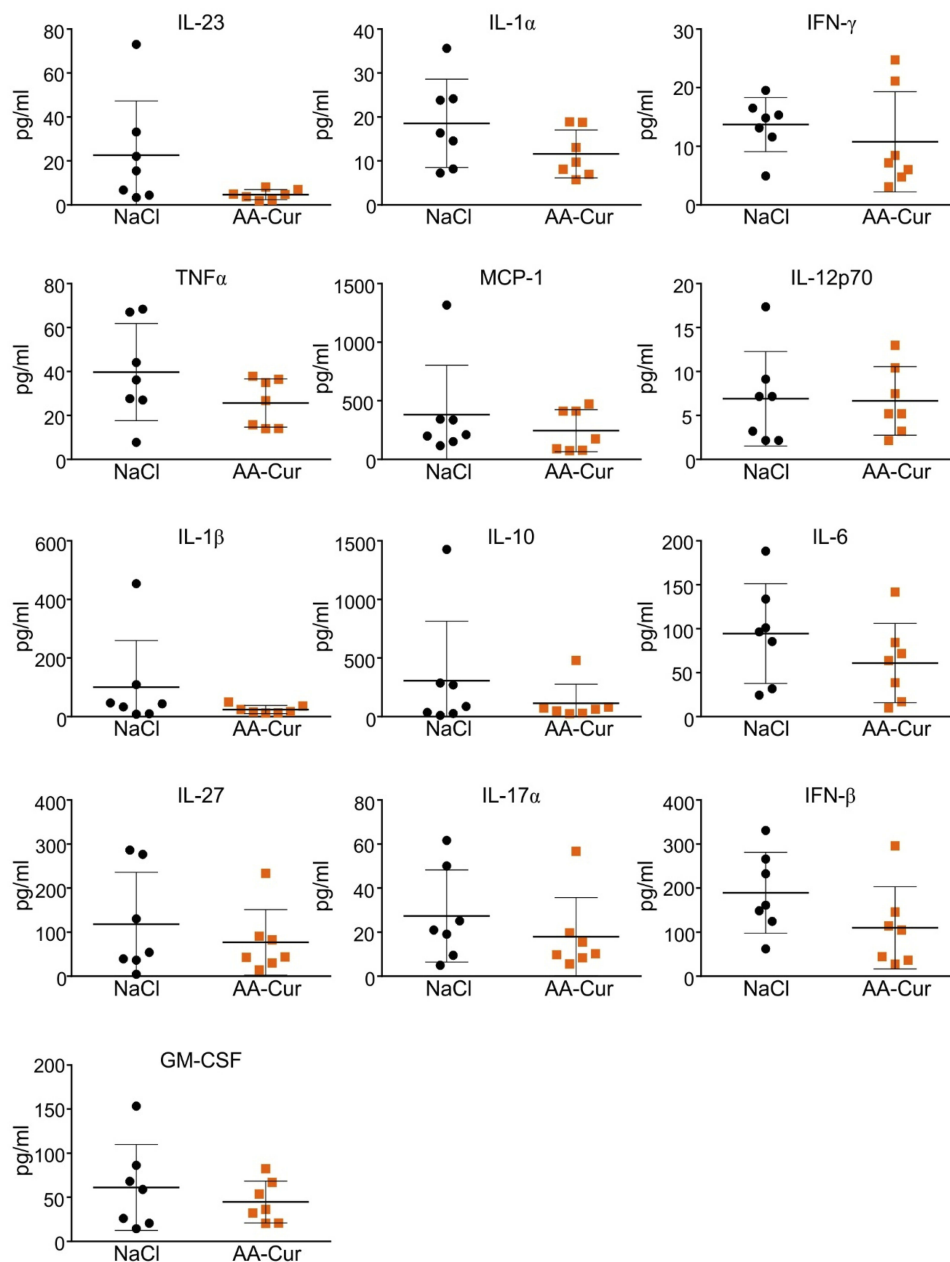 IL-23
80
60
40
20
0
pg/ml
NaCl
AA-Cur
IL-1α
40
30
20
10
0
pg/ml
NaCl
AA-Cur
IFN-γ
30
20
10
0
pg/ml
NaCl
AA-Cur
TNFα
80
60
40
20
0
pg/ml
NaCl
AA-Cur
MCP-1
1500
1000
500
0
pg/ml
NaCl
AA-Cur
IL-12p70
20
15
10
5
0
pg/ml
NaCl
AA-Cur
IL-1β
600
400
200
0
pg/ml
NaCl
AA-Cur
IL-10
1500
1000
500
0
pg/ml
NaCl
AA-Cur
IL-6
200
150
100
50
0
pg/ml
NaCl
AA-Cur
IL-27
400
300
200
100
0
pg/ml
NaCl
AA-Cur
IL-17α
80
60
40
20
0
pg/ml
NaCl
AA-Cur
IFN-β
400
300
200
100
0
pg/ml
NaCl
AA-Cur
GM-CSF
200
150
100
50
0
pg/ml
NaCl
AA-Cur